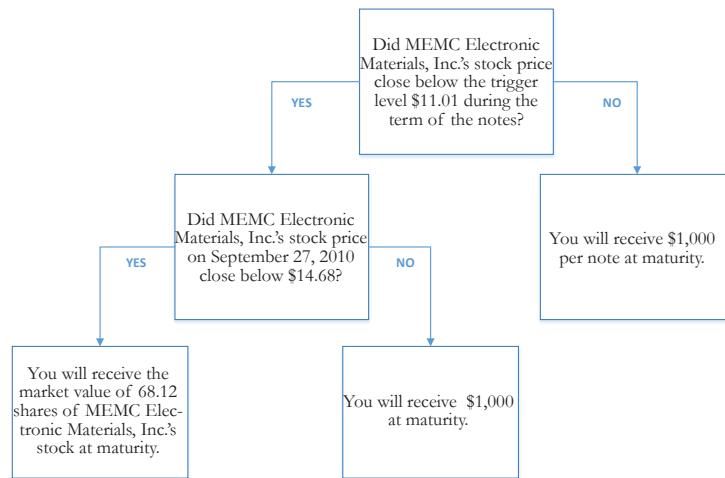 Did MEMC Electronic
Materials, Inc.'s stock price
close below the trigger
level $11.01 during the
term of the notes?
YES
NO
Did MEMC Electronic
Materials, Inc.'s stock price
on September 27, 2010
close below $14.68?
You will receive $1,000
per note at maturity.
YES
NO
You will receive the
market value of 68.12
shares of MEMC Elec-
tronic Materials, Inc.'s
stock at maturity.
You will receive $1,000
at maturity.